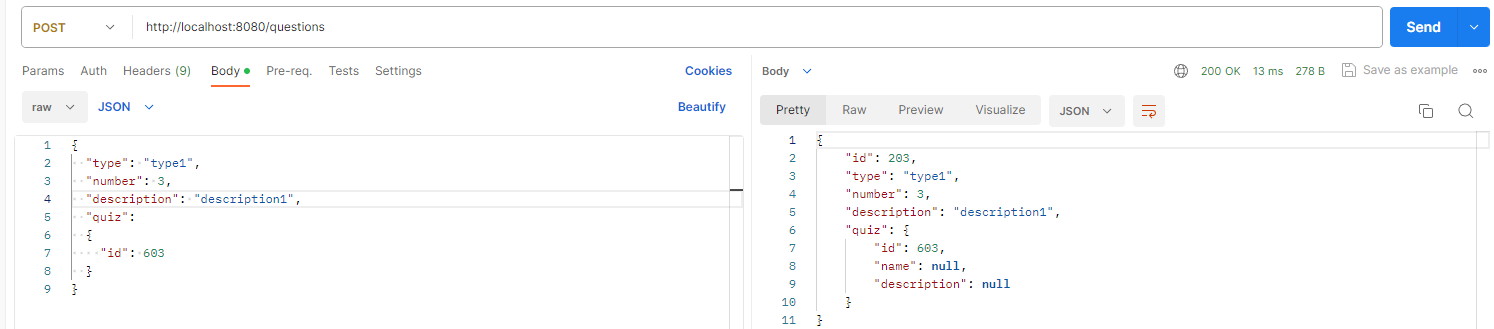 POST http://localhost:8080/questions Send
Params Auth Headers (9) Body Pre-req. Tests Settings Cookies
raw JSON Beautify
1 {
2 "type": "type1",
3 "number": 3,
4 "description": "description1",
5 "quiz":
6 {
7 "id": 603
8 }
9 }
Body 200 OK 13 ms 278 B Save as example
Pretty Raw Preview Visualize JSON
1 {
2 "id": 203,
3 "type": "type1",
4 "number": 3,
5 "description": "description1",
6 "quiz": {
7 "id": 603,
8 "name": null,
9 "description": null
10 }
11 }